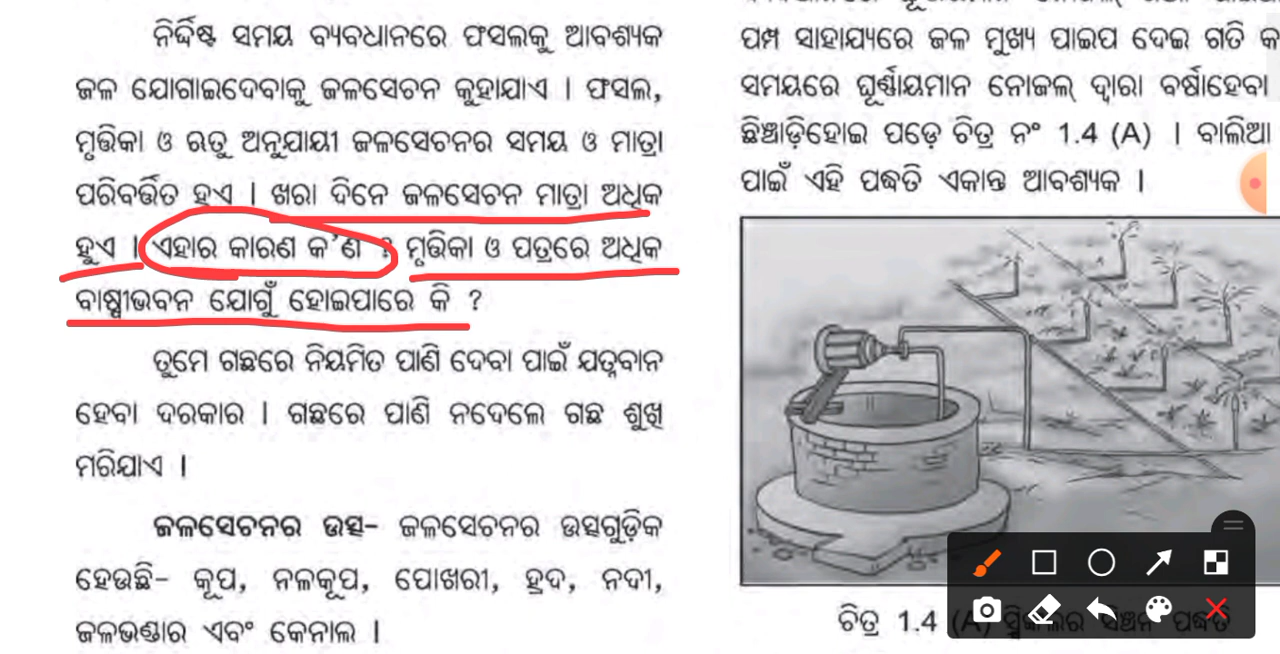 ନିର୍ଦ୍ଦିଷ୍ଟ ସମୟ ବ୍ୟବଧାନରେ ଫସଲକୁ ଆବଶ୍ୟକ
ଜଳ ଯୋଗାଇଦେବାକୁ ଜଳସେଚନ କୁହାଯାଏ । ଫସଲ,
ମୃତ୍ତିକା ଓ ଋତୁ ଅନୁଯାୟୀ ଜଳସେଚନର ସମୟ ଓ ମାତ୍ରା
ପରିବର୍ତ୍ତିତ ହୁଏ । ଖରା ଦିନେ ଜଳସେଚନ ମାତ୍ରା ଅଧିକ
ହୁଏ । ଏହାର କାରଣ କ'ଣ ? ମୃତ୍ତିକା ଓ ପତ୍ରରେ ଅଧିକ
ବାଷ୍ପୀଭବନ ଯୋଗୁଁ ହୋଇପାରେ କି ?
ତୁମେ ଗଛରେ ନିୟମିତ ପାଣି ଦେବା ପାଇଁ ଯତ୍ନବାନ
ହେବା ଦରକାର । ଗଛରେ ପାଣି ନଦେଲେ ଗଛ ଶୁଖି
ମରିଯାଏ ।
ଜଳସେଚନର ଉତ୍ସ– ଜଳସେଚନର ଉତ୍ସଗୁଡ଼ିକ
ହେଉଛି– କୂପ, ନଳକୂପ, ପୋଖରୀ, ହ୍ରଦ, ନଦୀ,
ଜଳଭଣ୍ଡାର ଏବଂ କେନାଲ ।
ପମ୍ପ ସାହାଯ୍ୟରେ ଜଳ ମୁଖ୍ୟ ପାଇପ ଦେଇ ଗତି
ସମୟରେ ଘୂର୍ଣ୍ଣାୟମାନ ନୋଜଲ୍ ଦ୍ୱାରା ବର୍ଷାହେବା
ଛିଞ୍ଚାଡ଼ିହୋଇ ପଡ଼େ ଚିତ୍ର ନଂ 1.4 (A) । ବାଲିଆ
ପାଇଁ ଏହି ପଦ୍ଧତି ଏକାନ୍ତ ଆବଶ୍ୟକ ।
ଚିତ୍ର 1.4 (A)